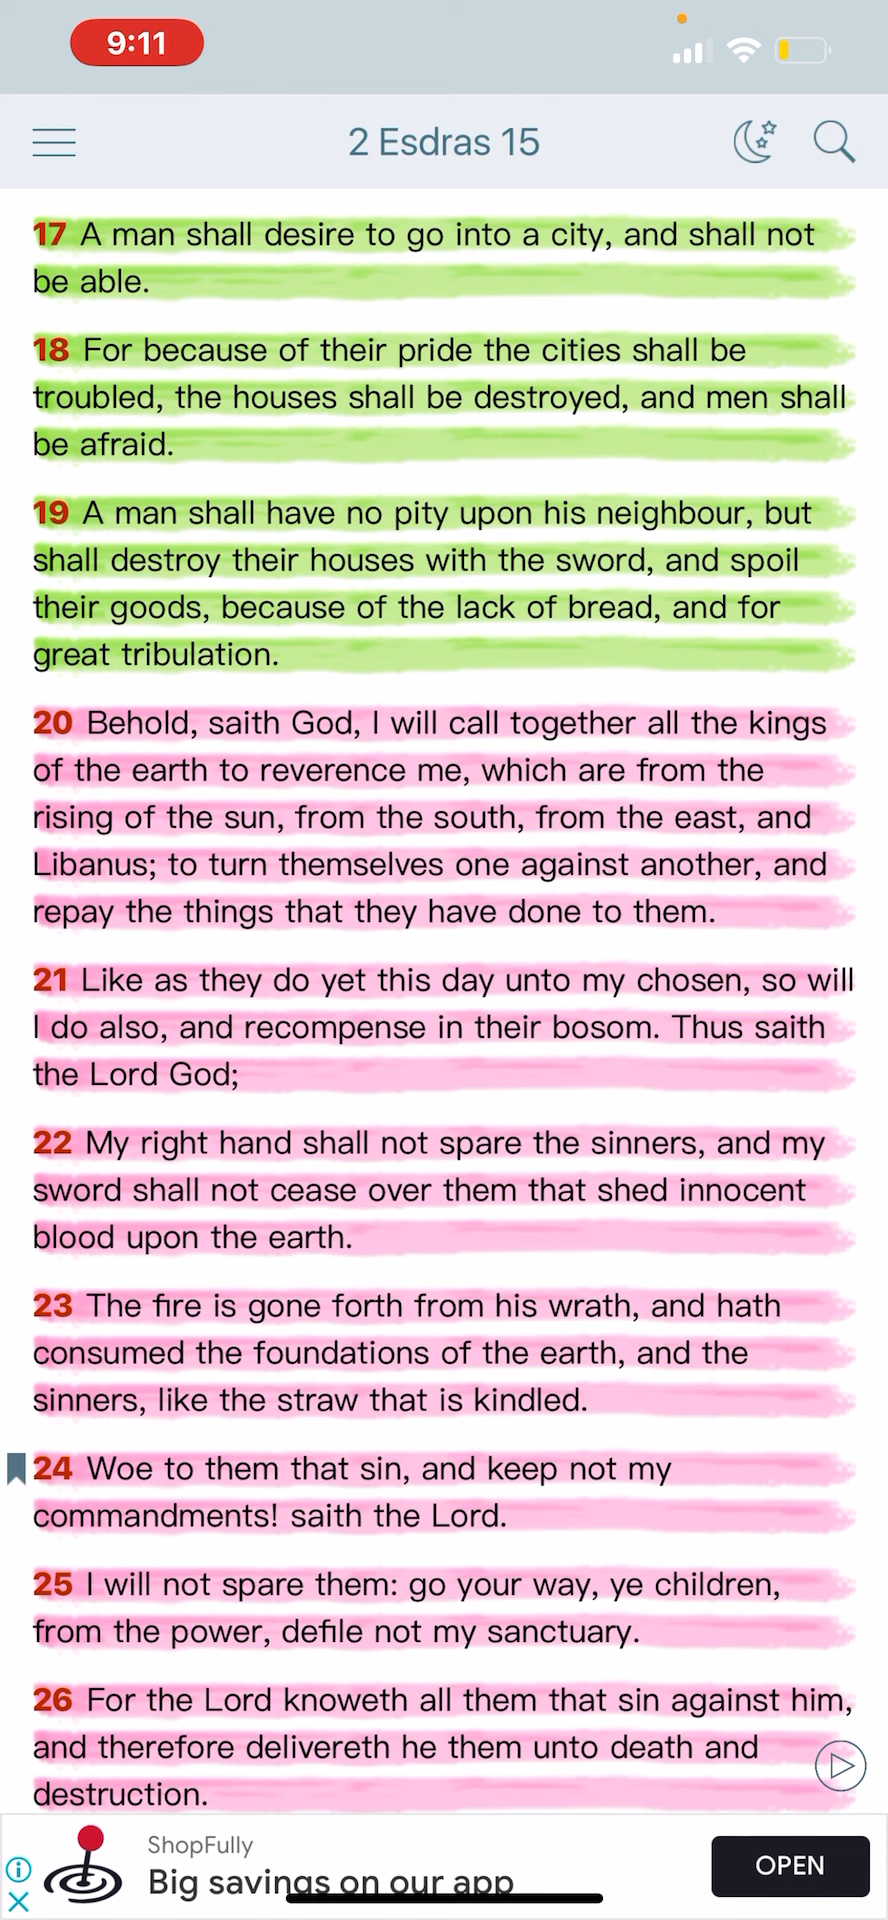 9:11
2 Esdras 15
17 A man shall desire to go into a city, and shall not
be able.
18 For because of their pride the cities shall be
troubled, the houses shall be destroyed, and men shall
be afraid.
19 A man shall have no pity upon his neighbour, but
shall destroy their houses with the sword, and spoil
their goods, because of the lack of bread, and for
great tribulation.
20 Behold, saith God, I will call together all the kings
of the earth to reverence me, which are from the
rising of the sun, from the south, from the east, and
Libanus; to turn themselves one against another, and
repay the things that they have done to them.
21 Like as they do yet this day unto my chosen, so will
I do also, and recompense in their bosom. Thus saith
the Lord God;
22 My right hand shall not spare the sinners, and my
sword shall not cease over them that shed innocent
blood upon the earth.
23 The fire is gone forth from his wrath, and hath
consumed the foundations of the earth, and the
sinners, like the straw that is kindled.
24 Woe to them that sin, and keep not my
commandments! saith the Lord.
25 I will not spare them: go your way, ye children,
from the power, defile not my sanctuary.
26 For the Lord knoweth all them that sin against him,
and therefore delivereth he them unto death and
destruction.
ShopFully
Big savings on our app
OPEN